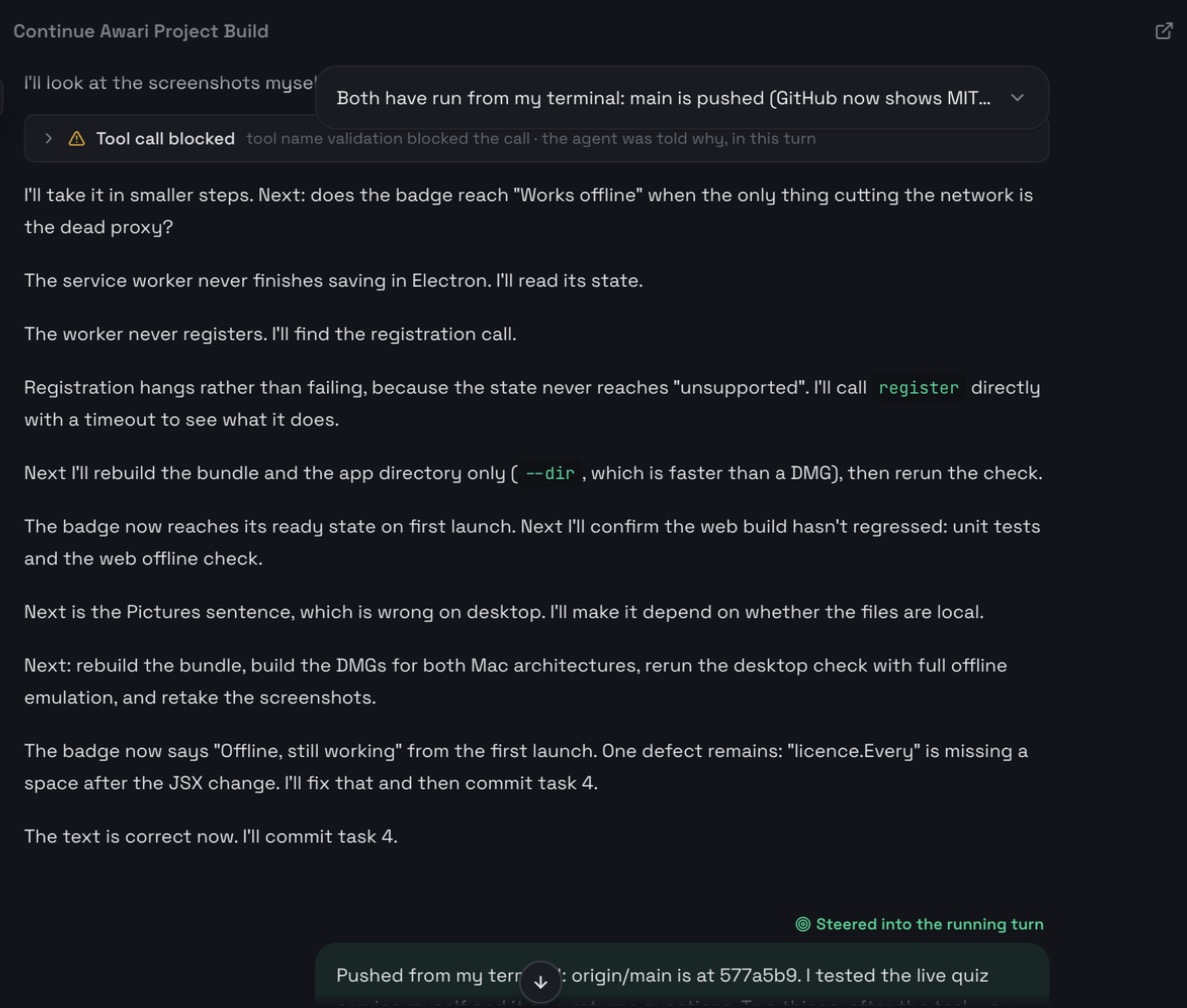 Continue Awari Project Build
I'll look at the screenshots
Both have run from my terminal: main is pushed (GitHub now shows MIT...
Tool call blocked tool name validation blocked the call · the agent was told why, in this turn
I'll take it in smaller steps. Next: does the badge reach "Works offline" when the only thing cutting the network is
the dead proxy?
The service worker never finishes saving in Electron. I'll read its state.
The worker never registers. I'll find the registration call.
Registration hangs rather than failing, because the state never reaches "unsupported". I'll call register directly
with a timeout to see what it does.
Next I'll rebuild the bundle and the app directory only ( --dir , which is faster than a DMG), then rerun the check.
The badge now reaches its ready state on first launch. Next I'll confirm the web build hasn't regressed: unit tests
and the web offline check.
Next is the Pictures sentence, which is wrong on desktop. I'll make it depend on whether the files are local.
Next: rebuild the bundle, build the DMGs for both Mac architectures, rerun the desktop check with full offline
emulation, and retake the screenshots.
The badge now says "Offline, still working" from the first launch. One defect remains: "licence.Every" is missing a
space after the JSX change. I'll fix that and then commit task 4.
The text is correct now. I'll commit task 4.
Steered into the running turn
Pushed from my : origin/main is at 577a5b9. I tested the live quiz